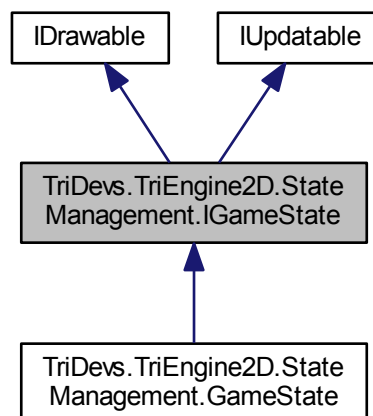 IDrawable
IUpdatable
TriDevs.TriEngine2D.State
Management.IGameState
TriDevs.TriEngine2D.State
Management.GameState